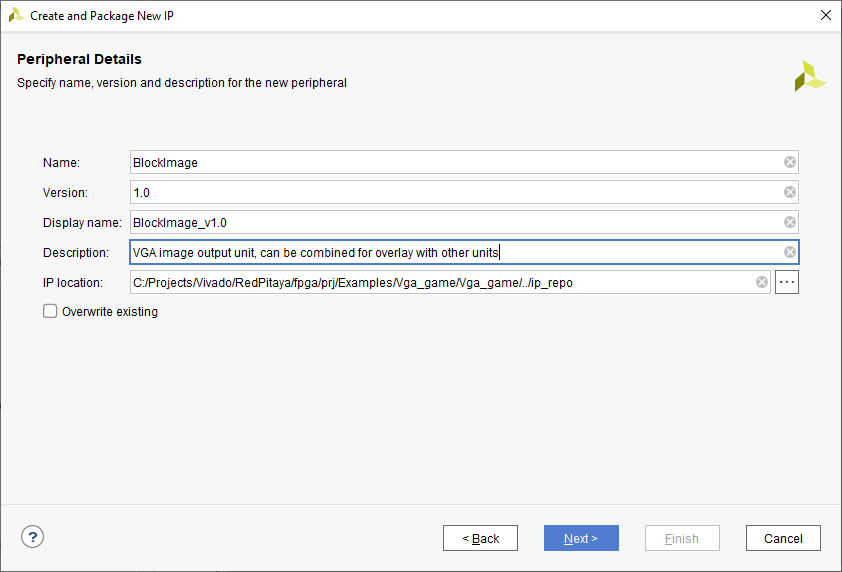 Create and Package New IP
Peripheral Details
Specify name, version and description for the new peripheral
Name: BlockImage
Version: 1.0
Display name: BlockImage_v1.0
Description: VGA image output unit, can be combined for overlay with other units
IP location: C:/Projects/Vivado/RedPitaya/fpga/prj/Examples/Vga_game/Vga_game/../ip_repo ...
Overwrite existing
? < Back Next > Finish Cancel